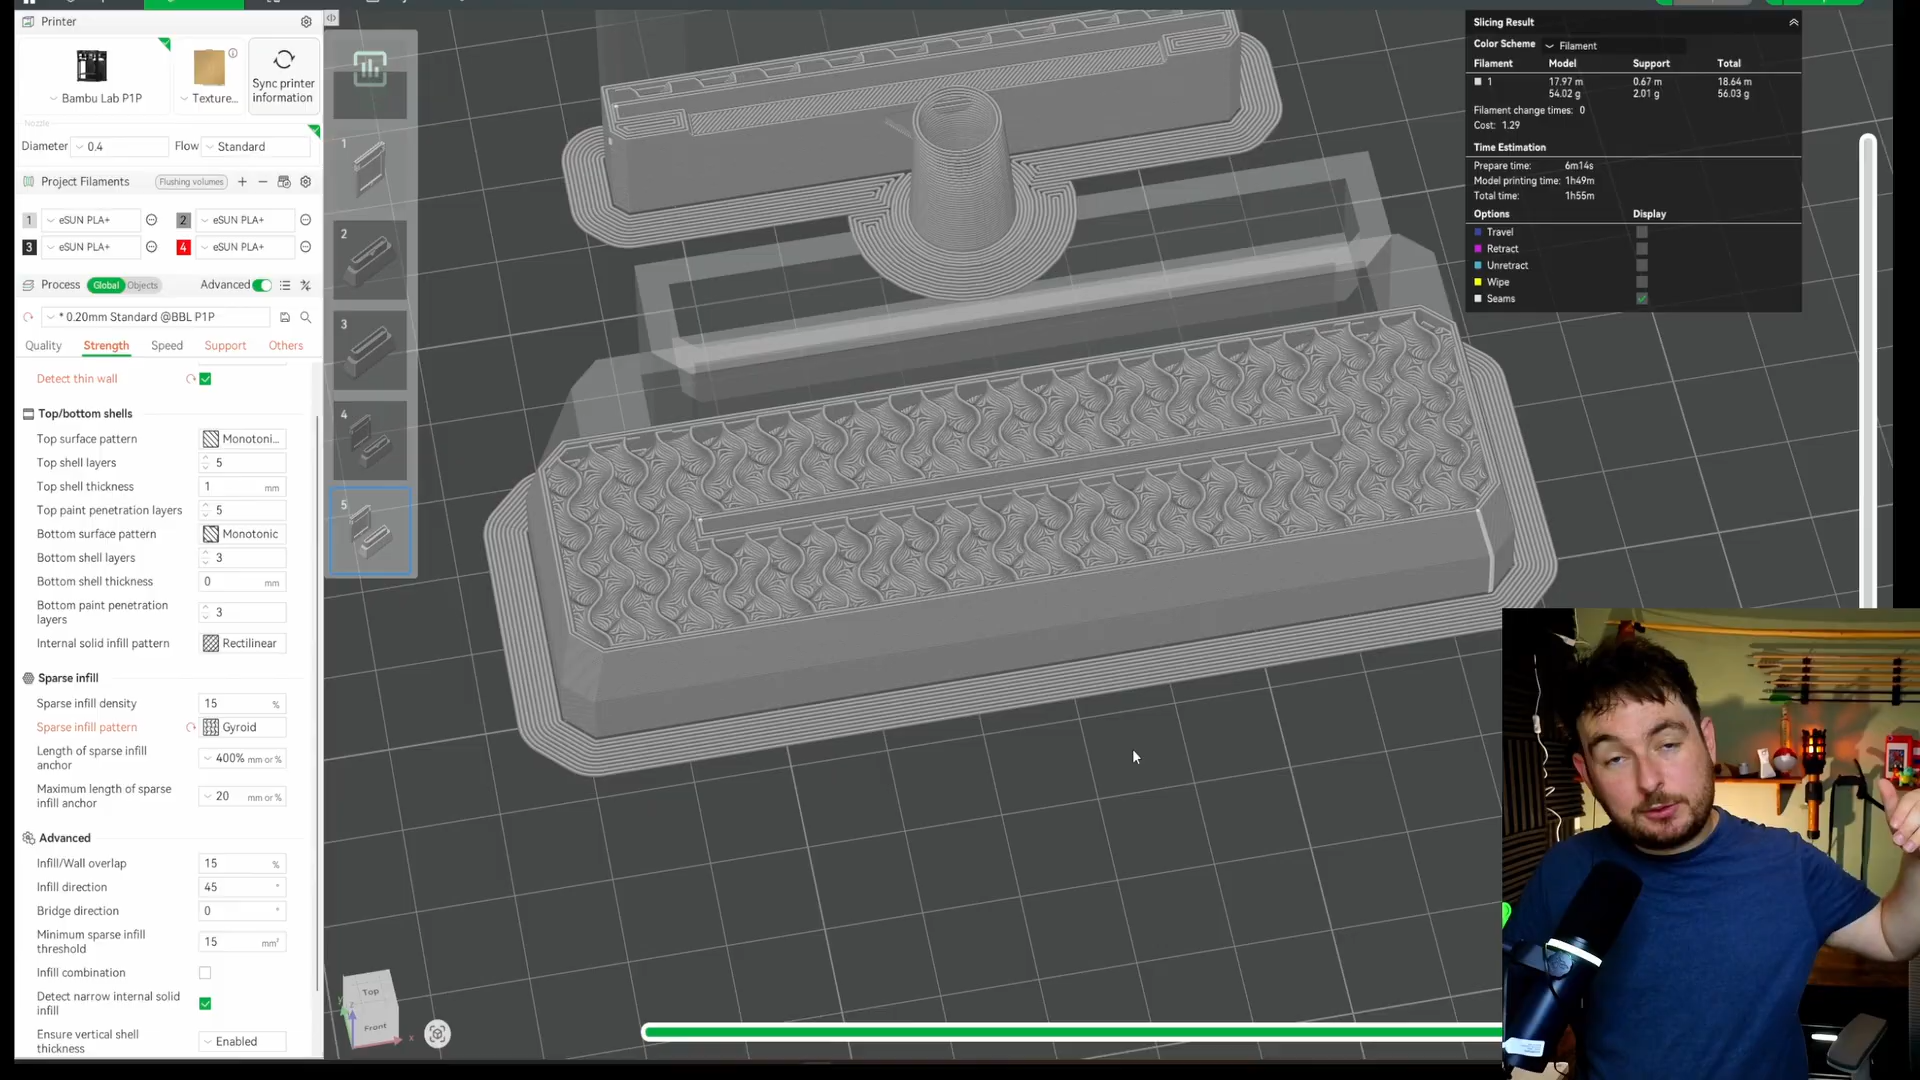 Printer
Bambu Lab P1P
Texture...
Sync printer
information
Nozzle
Diameter
0.4
Flow
Standard
Project Filaments
Flushing volumes
1
eSUN PLA+
2
eSUN PLA+
3
eSUN PLA+
4
eSUN PLA+
Process
Global
Objects
Advanced
* 0.20mm Standard @BBL P1P
Quality
Strength
Speed
Support
Others
Detect thin wall
Top/bottom shells
Top surface pattern
Monotoni...
Top shell layers
5
Top shell thickness
1
mm
Top paint penetration layers
5
Bottom surface pattern
Monotonic
Bottom shell layers
3
Bottom shell thickness
0
mm
Bottom paint penetration
layers
3
Internal solid infill pattern
Rectilinear
Sparse infill
Sparse infill density
15
%
Sparse infill pattern
Gyroid
Length of sparse infill
anchor
400%
mm or %
Maximum length of sparse
infill anchor
20
mm or %
Advanced
Infill/Wall overlap
15
%
Infill direction
45
°
Bridge direction
0
°
Minimum sparse infill
threshold
15
mm²
Infill combination
Detect narrow internal solid
infill
Ensure vertical shell
thickness
Enabled
1
2
3
4
5
Top
Front
z
x
Slicing Result
Color Scheme
Filament
Filament
Model
Support
Total
1
17.97 m
0.67 m
18.64 m
54.02 g
2.01 g
56.03 g
Filament change times: 0
Cost: 1.29
Time Estimation
Prepare time: 6m14s
Model printing time: 1h49m
Total time: 1h55m
Options
Display
Travel
Retract
Unretract
Wipe
Seams